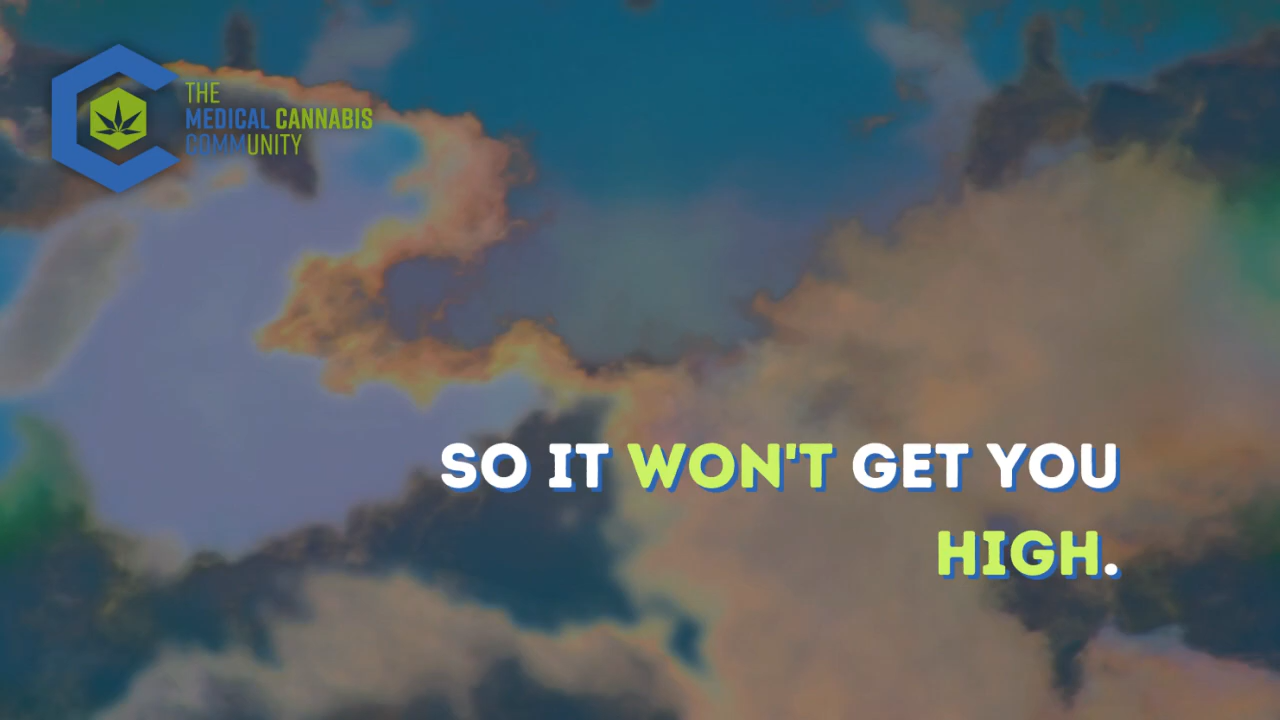 THE
MEDICAL CANNABIS
COMMUNITY
SO IT WON'T GET YOU
HIGH.